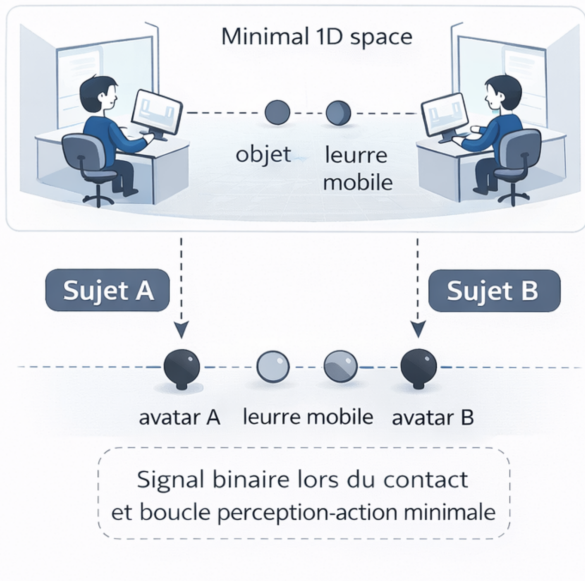 Minimal 1D space
objet
leurre
mobile
Sujet A
Sujet B
avatar A
leurre mobile
avatar B
Signal binaire lors du contact
et boucle perception-action minimale